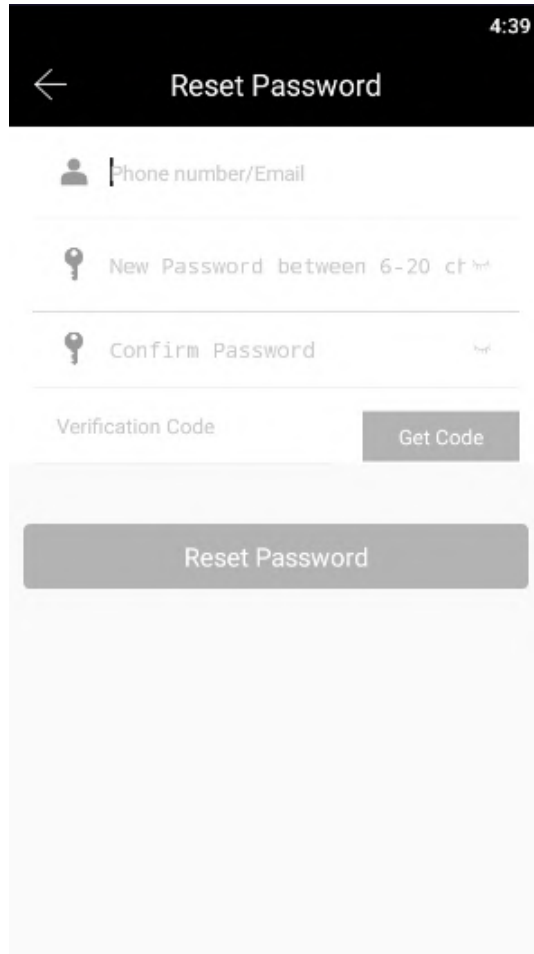 4:39
Reset Password
Phone number/Email
New Password between 6-20 ch
Confirm Password
Verification Code
Get Code
Reset Password